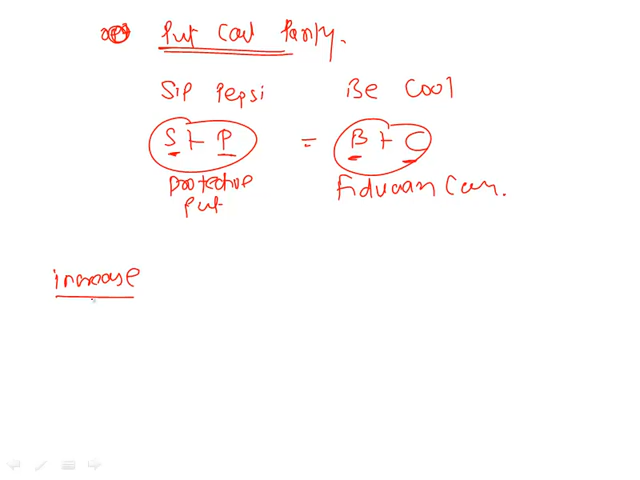 Put Call Parity.
Sip Pepsi Be Cool
S + P = B + C
Protective Put Fiduciary Call.
increase